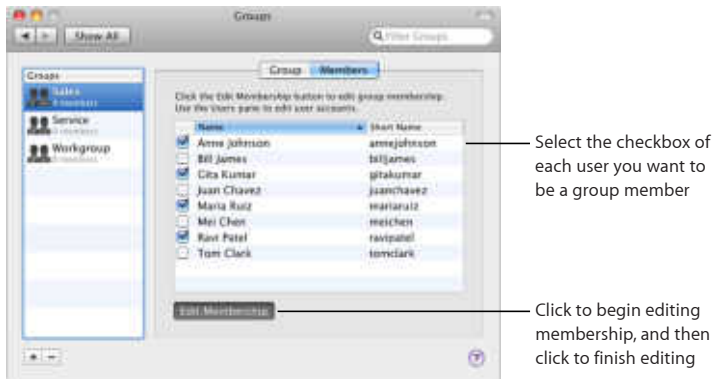 Groups
Show All
Filter Groups
Groups
Sales
4 members
Service
Workgroup
Group Members
Click the Edit Membership button to edit group membership.
Use the Users pane to edit user accounts.
Name Short Name
Anne Johnson annejohnson
Bill James billjames
Gita Kumar gitakumar
Juan Chavez juanchavez
Maria Ruiz mariaruiz
Mei Chen meichen
Ravi Patel ravipatel
Tom Clark tomclark
Edit Membership
Select the checkbox of
each user you want to
be a group member
Click to begin editing
membership, and then
click to finish editing